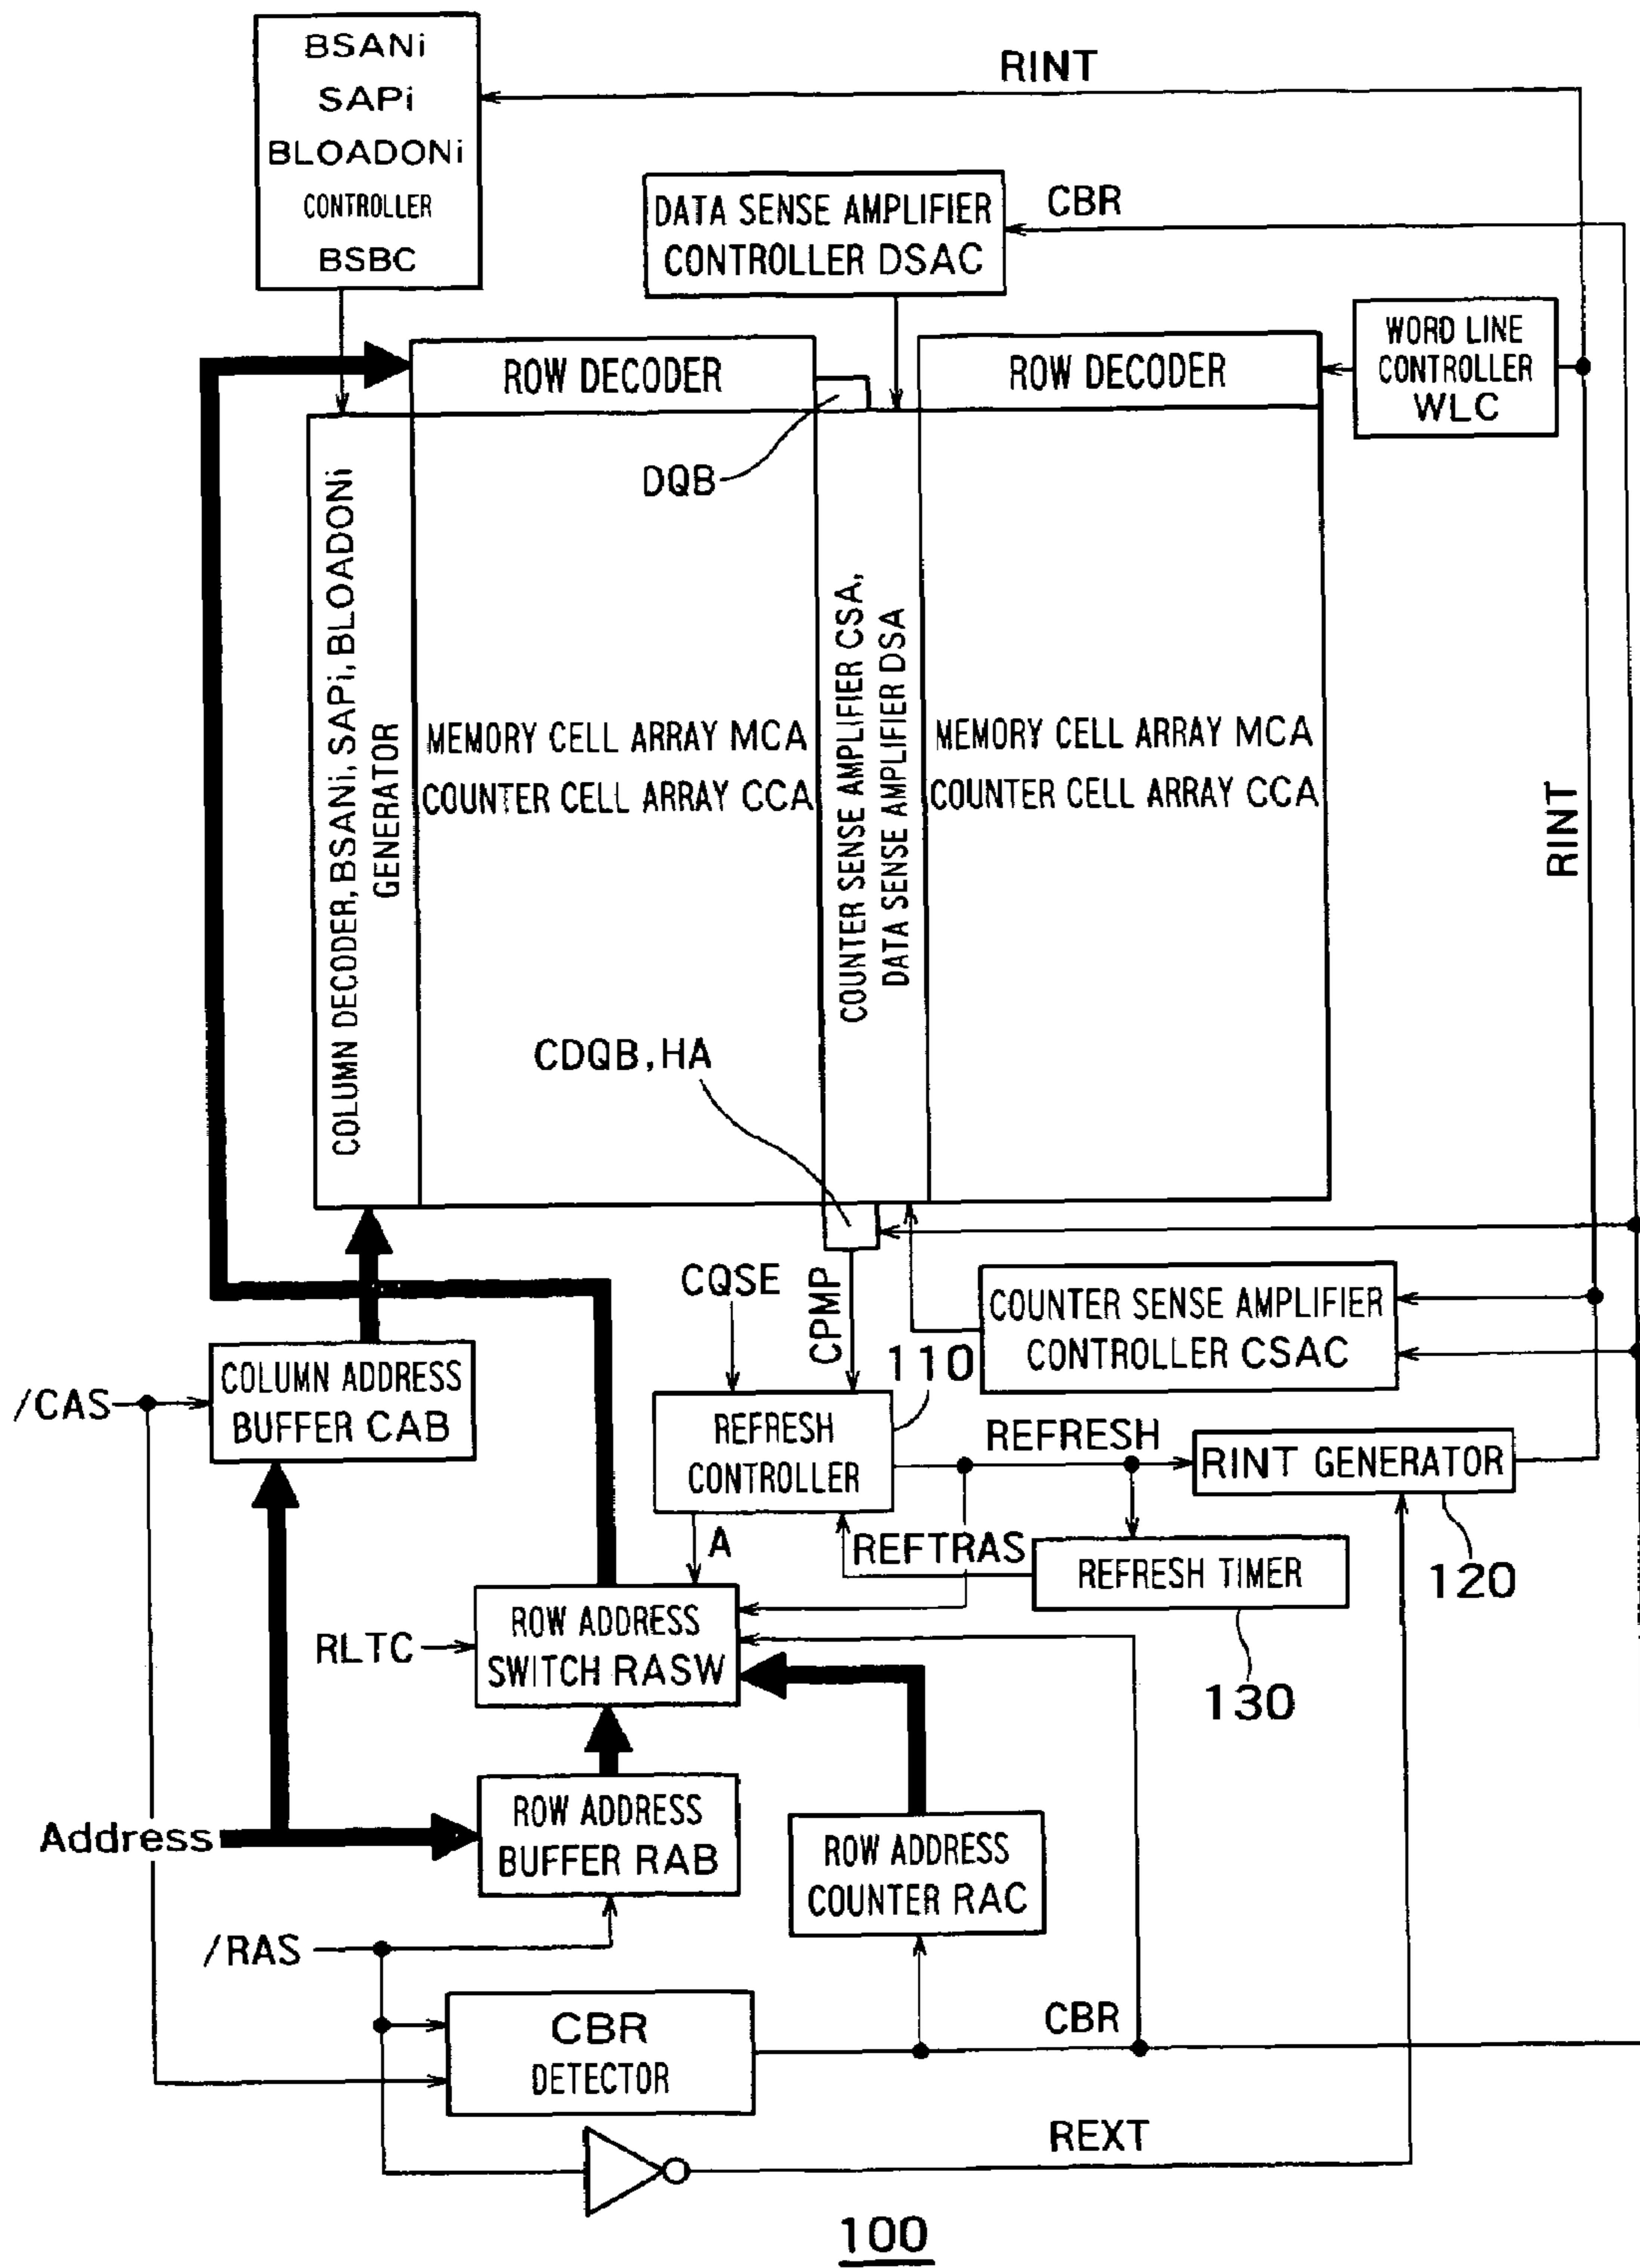 BSANi
SAPi
BLOADONi
CONTROLLER
BSBC
RINT
DATA SENSE AMPLIFIER
CONTROLLER DSAC
CBR
WORD LINE
CONTROLLER
WLC
ROW DECODER
ROW DECODER
DQB
COLUMN DECODER, BSANi, SAPi, BLOADONi
GENERATOR
MEMORY CELL ARRAY MCA
COUNTER CELL ARRAY CCA
COUNTER SENSE AMPLIFIER CSA,
DATA SENSE AMPLIFIER DSA
MEMORY CELL ARRAY MCA
COUNTER CELL ARRAY CCA
RINT
CDQB, HA
CQSE
CPMP
COUNTER SENSE AMPLIFIER
CONTROLLER CSAC
110
/CAS
COLUMN ADDRESS
BUFFER CAB
REFRESH
CONTROLLER
REFRESH
RINT GENERATOR
120
A
REFTRAS
REFRESH TIMER
130
RLTC
ROW ADDRESS
SWITCH RASW
Address
ROW ADDRESS
BUFFER RAB
ROW ADDRESS
COUNTER RAC
/RAS
CBR
DETECTOR
CBR
REXT
100